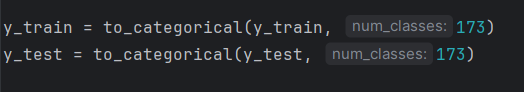 y_train = to_categorical(y_train, num_classes: 173)
y_test = to_categorical(y_test, num_classes: 173)